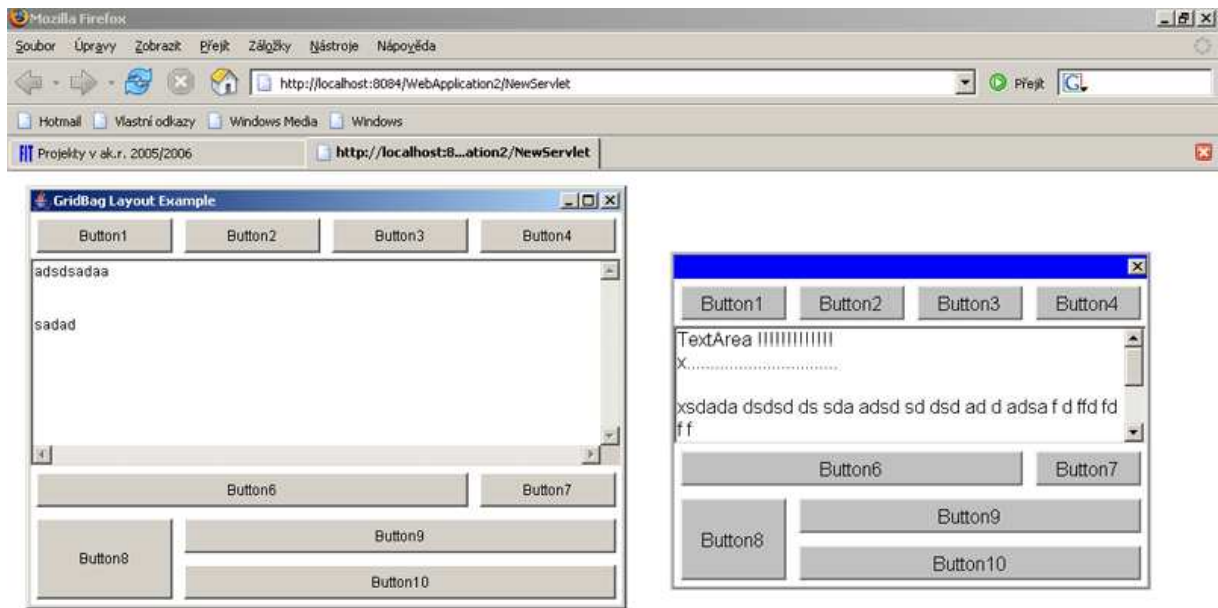 Mozilla Firefox
Soubor Úpravy Zobrazit Přejít Záložky Nástroje Nápověda
http://localhost:8084/WebApplication2/NewServlet
Přejít
G
Hotmail Vlastní odkazy Windows Media Windows
FIT Projekty v ak.r. 2005/2006
http://localhost:8...ation2/NewServlet
GridBag Layout Example
Button1 Button2 Button3 Button4
adsdsadaa
sadad
Button6 Button7
Button8
Button9
Button10
Button1 Button2 Button3 Button4
TextArea !!!!!!!!!!!!!
x..................................
xsdada dsdsd ds sda adsd sd dsd ad d adsa f d ffd fd
f f
Button6 Button7
Button8
Button9
Button10